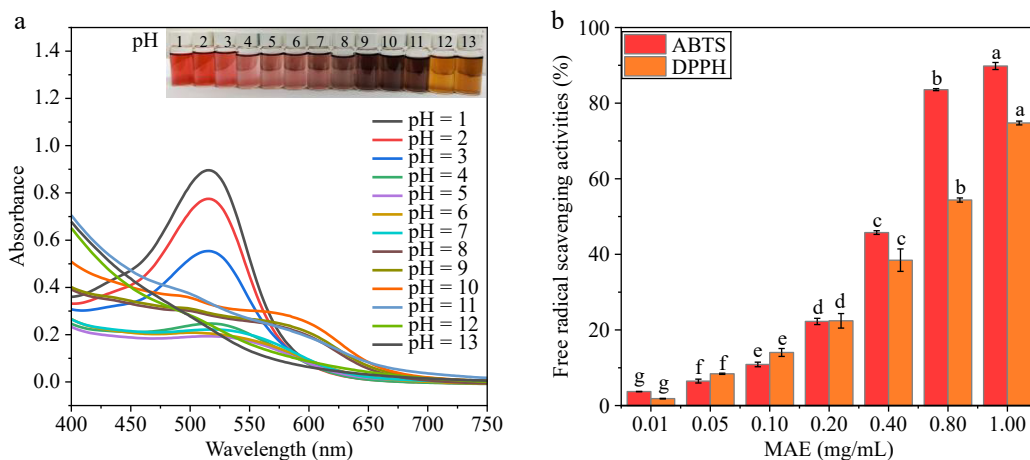 a
pH 1 2 3 4 5 6 7 8 9 10 11 12 13
1.4
1.2
1.0
0.8
0.6
0.4
0.2
0.0
Absorbance
pH = 1
pH = 2
pH = 3
pH = 4
pH = 5
pH = 6
pH = 7
pH = 8
pH = 9
pH = 10
pH = 11
pH = 12
pH = 13
400 450 500 550 600 650 700 750
Wavelength (nm)
b
100
80
60
40
20
0
Free radical scavenging activities (%)
ABTS
DPPH
g g f f e e d d c c b b a a
0.01 0.05 0.10 0.20 0.40 0.80 1.00
MAE (mg/mL)